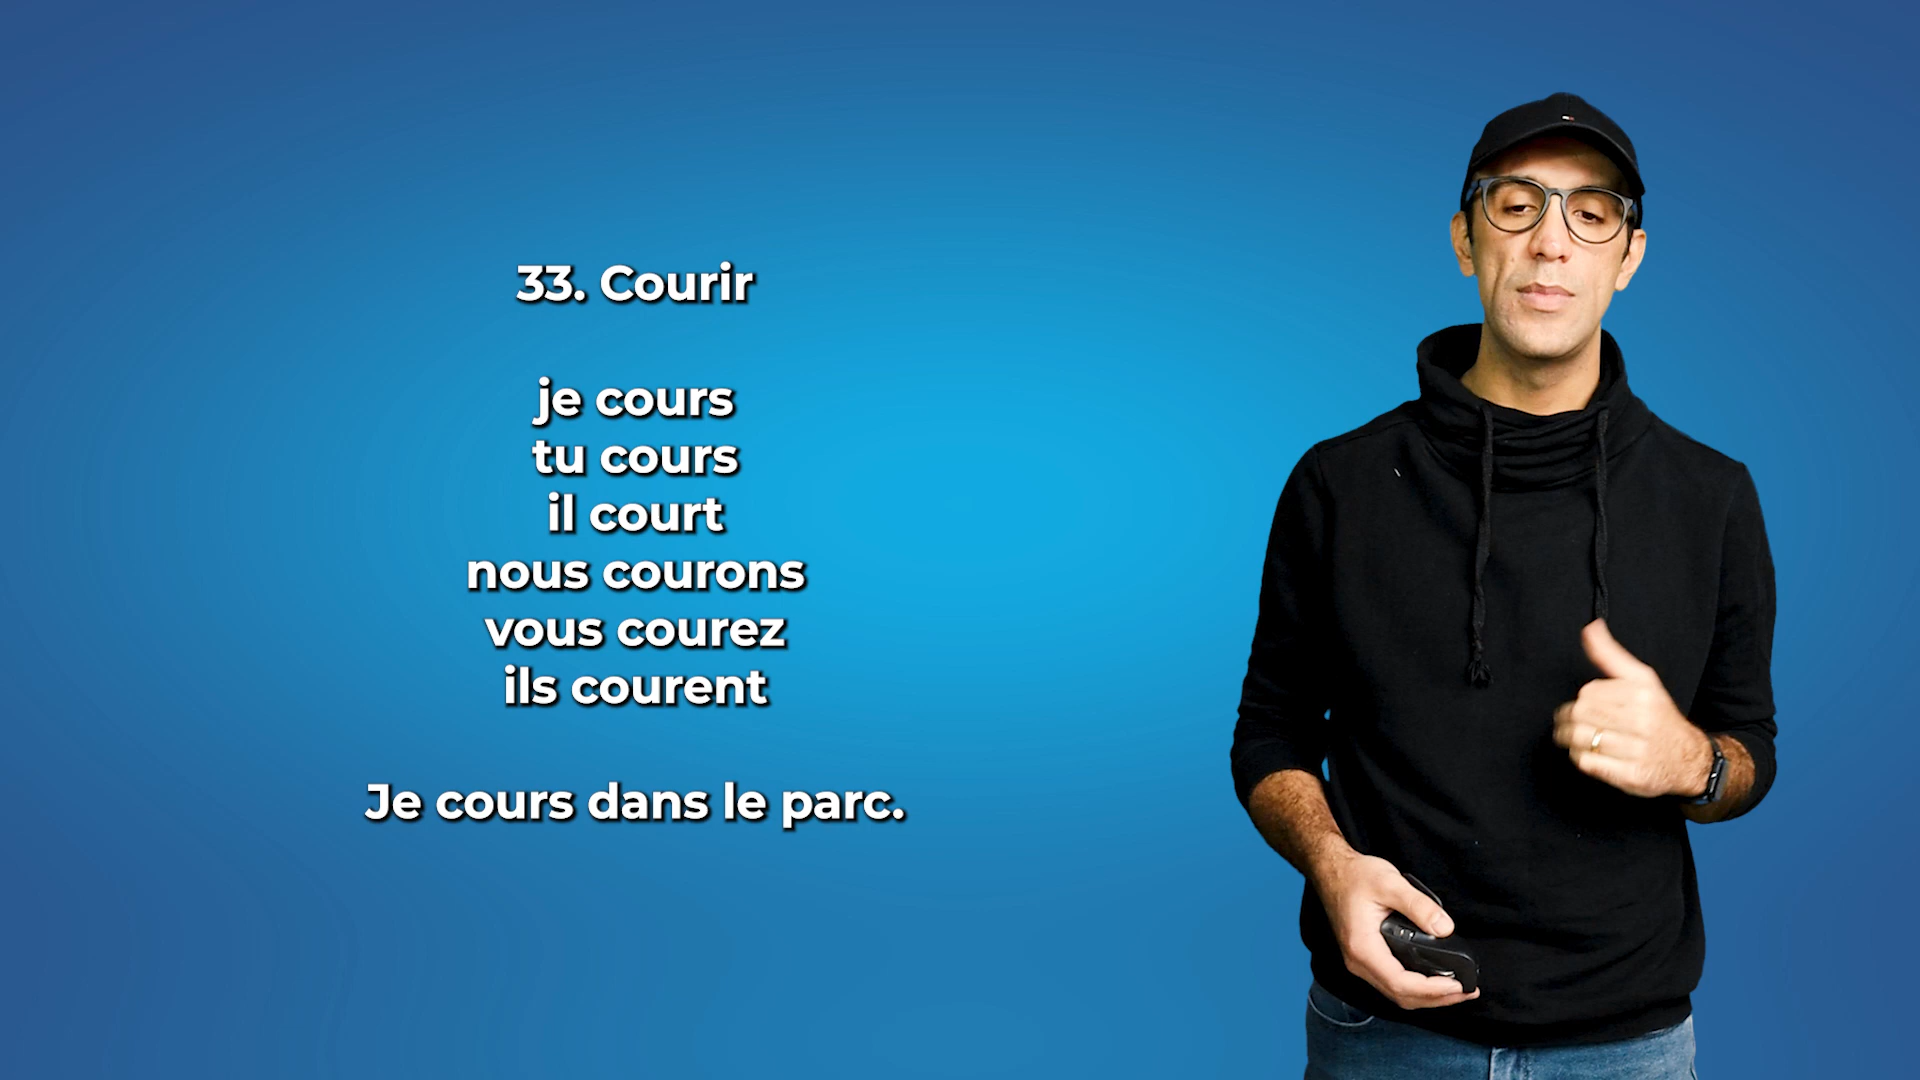 33. Courir
je cours
tu cours
il court
nous courons
vous courez
ils courent
Je cours dans le parc.